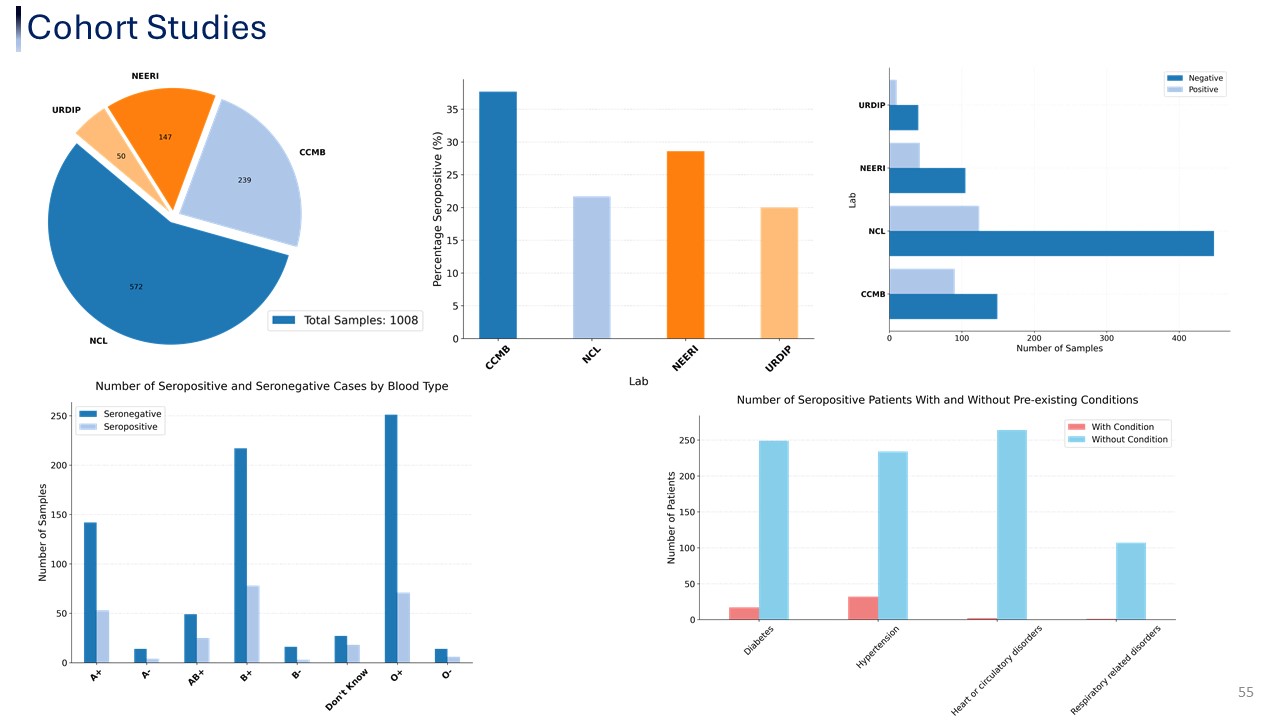 Cohort Studies
NEERI
URDIP
CCMB
NCL
147
50
239
572
Total Samples: 1008
Percentage Seropositive (%)
35
30
25
20
15
10
5
0
CCMB
NCL
NEERI
URDIP
Lab
Negative
Positive
Lab
URDIP
NEERI
NCL
CCMB
0
100
200
300
400
Number of Samples
Number of Seropositive and Seronegative Cases by Blood Type
Seronegative
Seropositive
Number of Samples
250
200
150
100
50
0
A+
A-
AB+
B+
B-
Don't Know
O+
O-
Number of Seropositive Patients With and Without Pre-existing Conditions
With Condition
Without Condition
Number of Patients
250
200
150
100
50
0
Diabetes
Hypertension
Heart or circulatory disorders
Respiratory related disorders
55